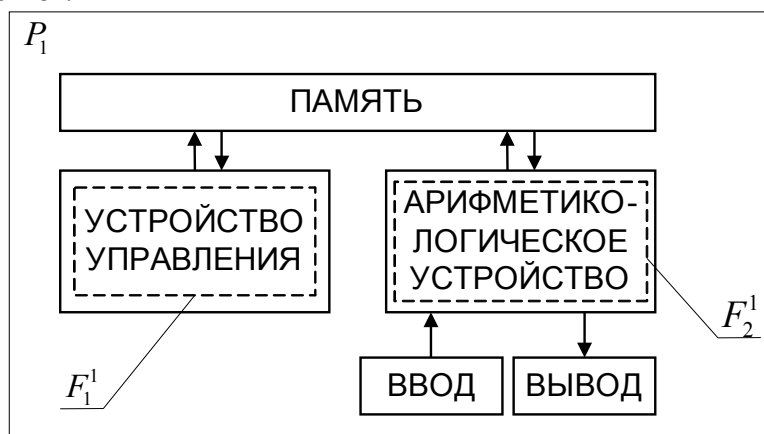 P₁
ПАМЯТЬ
УСТРОЙСТВО
УПРАВЛЕНИЯ
АРИФМЕТИКО-
ЛОГИЧЕСКОЕ
УСТРОЙСТВО
F₂¹
F₁¹
ВВОД
ВЫВОД